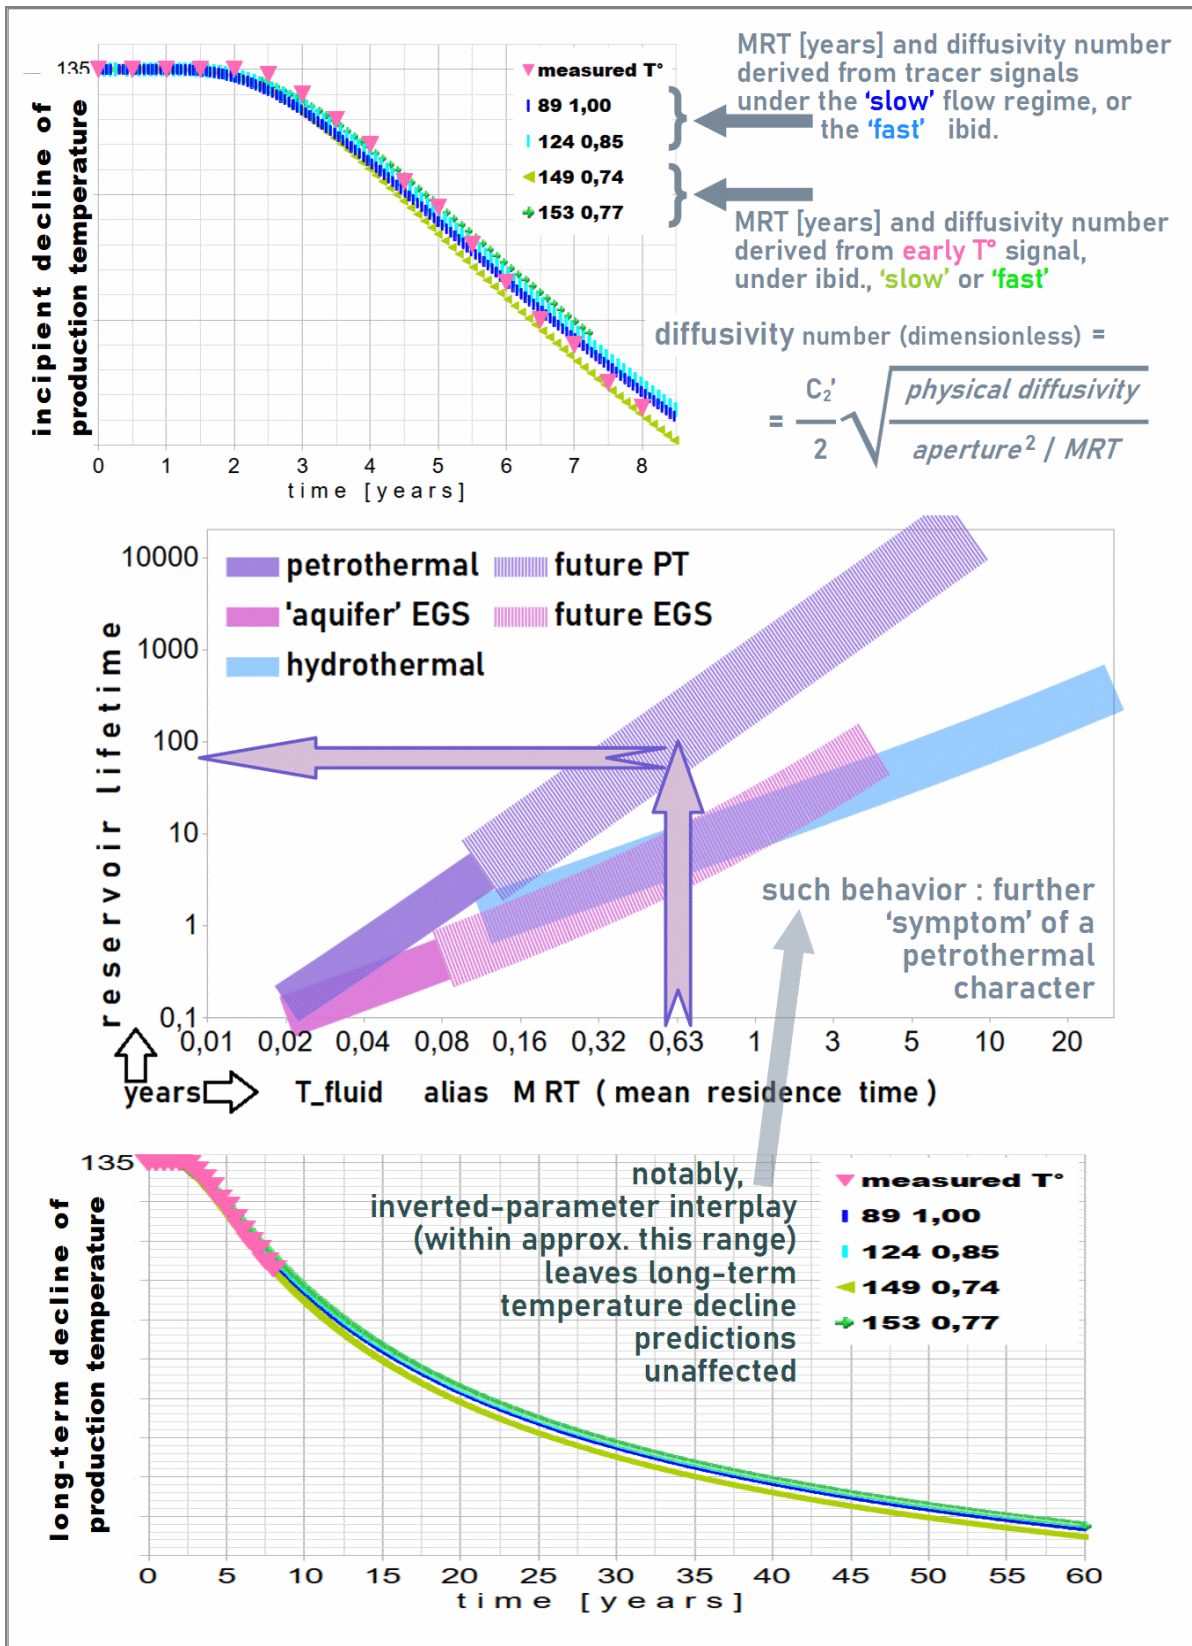 135
incipient decline of
production temperature
measured T°
89 1,00
124 0,85
149 0,74
153 0,77
0 1 2 3 4 5 6 7 8
time [years]
MRT [years] and diffusivity number
derived from tracer signals
under the ‘slow’ flow regime, or
the ‘fast’ ibid.
MRT [years] and diffusivity number
derived from early T° signal,
under ibid., ‘slow’ or ‘fast’
diffusivity number (dimensionless) =
= C₂’ / 2 √ physical diffusivity / aperture² / MRT
reservoir lifetime
10000
1000
100
10
1
0,1
petrothermal
future PT
'aquifer’ EGS
future EGS
hydrothermal
0,01 0,02 0,04 0,08 0,16 0,32 0,63 1 3 5 10 20
years
T_fluid alias MRT (mean residence time)
such behavior : further
‘symptom’ of a
petrothermal
character
135
long-term decline of
production temperature
notably,
inverted-parameter interplay
(within approx. this range)
leaves long-term
temperature decline
predictions
unaffected
measured T°
89 1,00
124 0,85
149 0,74
153 0,77
0 5 10 15 20 25 30 35 40 45 50 55 60
time [years]